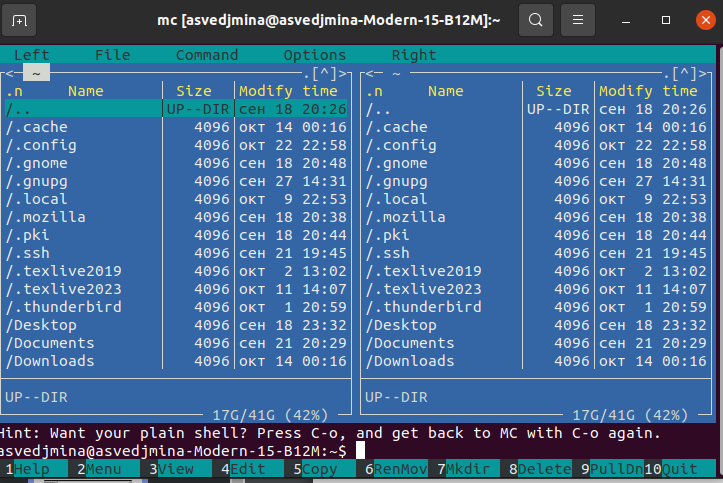 mc [asvedjmina@asvedjmina-Modern-15-B12M]:~
Left File Command Options Right
<- ~ .[^]> <- ~ .[^]>
.n Name Size Modify time .n Name Size Modify time
/.. UP--DIR сен 18 20:26 /.. UP--DIR сен 18 20:26
/.cache 4096 окт 14 00:16 /.cache 4096 окт 14 00:16
/.config 4096 окт 22 22:58 /.config 4096 окт 22 22:58
/.gnome 4096 сен 18 20:48 /.gnome 4096 сен 18 20:48
/.gnupg 4096 сен 27 14:31 /.gnupg 4096 сен 27 14:31
/.local 4096 окт 9 22:53 /.local 4096 окт 9 22:53
/.mozilla 4096 сен 18 20:38 /.mozilla 4096 сен 18 20:38
/.pki 4096 сен 18 20:44 /.pki 4096 сен 18 20:44
/.ssh 4096 сен 21 19:45 /.ssh 4096 сен 21 19:45
/.texlive2019 4096 окт 2 13:02 /.texlive2019 4096 окт 2 13:02
/.texlive2023 4096 окт 11 14:07 /.texlive2023 4096 окт 11 14:07
/.thunderbird 4096 окт 1 20:59 /.thunderbird 4096 окт 1 20:59
/Desktop 4096 сен 18 23:32 /Desktop 4096 сен 18 23:32
/Documents 4096 сен 21 20:29 /Documents 4096 сен 21 20:29
/Downloads 4096 окт 14 00:16 /Downloads 4096 окт 14 00:16
UP--DIR UP--DIR
17G/41G (42%) 17G/41G (42%)
Hint: Want your plain shell? Press C-o, and get back to MC with C-o again.
asvedjmina@asvedjmina-Modern-15-B12M:~$
1Help 2Menu 3View 4Edit 5Copy 6RenMov 7Mkdir 8Delete 9PullDn 10Quit